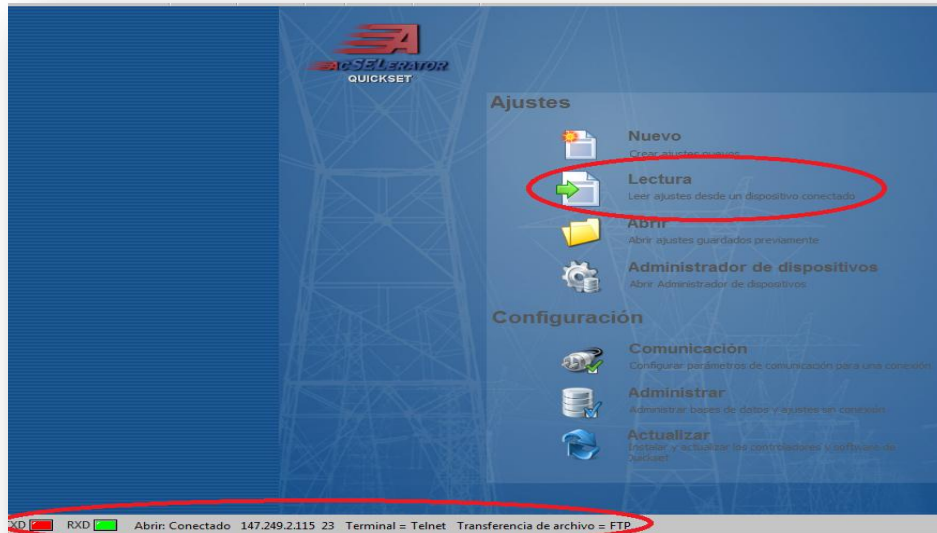 ACSELERATOR
QUICKSET
Ajustes
Nuevo
Crear ajustes nuevos
Lectura
Leer ajustes desde un dispositivo conectado
Abrir
Abrir ajustes guardados previamente
Administrador de dispositivos
Abrir Administrador de dispositivos
Configuración
Comunicación
Configurar parámetros de comunicación para una conexión
Administrar
Administrar bases de datos y ajustes sin conexión
Actualizar
Instalar y actualizar los controladores y software de
Quickset
TXD RXD Abrir: Conectado 147.249.2.115 23 Terminal = Telnet Transferencia de archivo = FTP